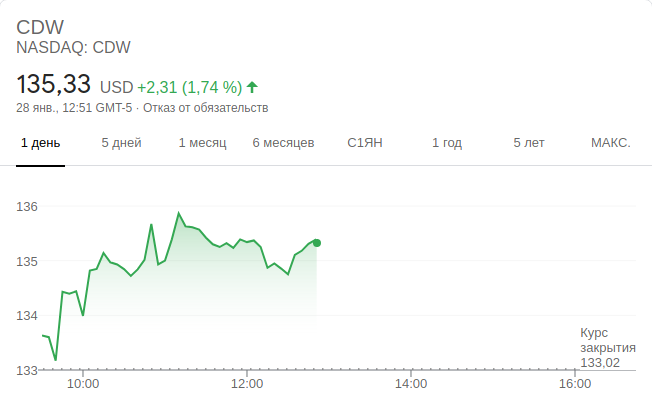 CDW
NASDAQ: CDW
135,33 USD +2,31 (1,74 %)
28 янв., 12:51 GMT-5 · Отказ от обязательств
1 день 5 дней 1 месяц 6 месяцев С1ЯН 1 год 5 лет МАКС.
136
135
134
133
Курс
закрытия
133,02
10:00 12:00 14:00 16:00